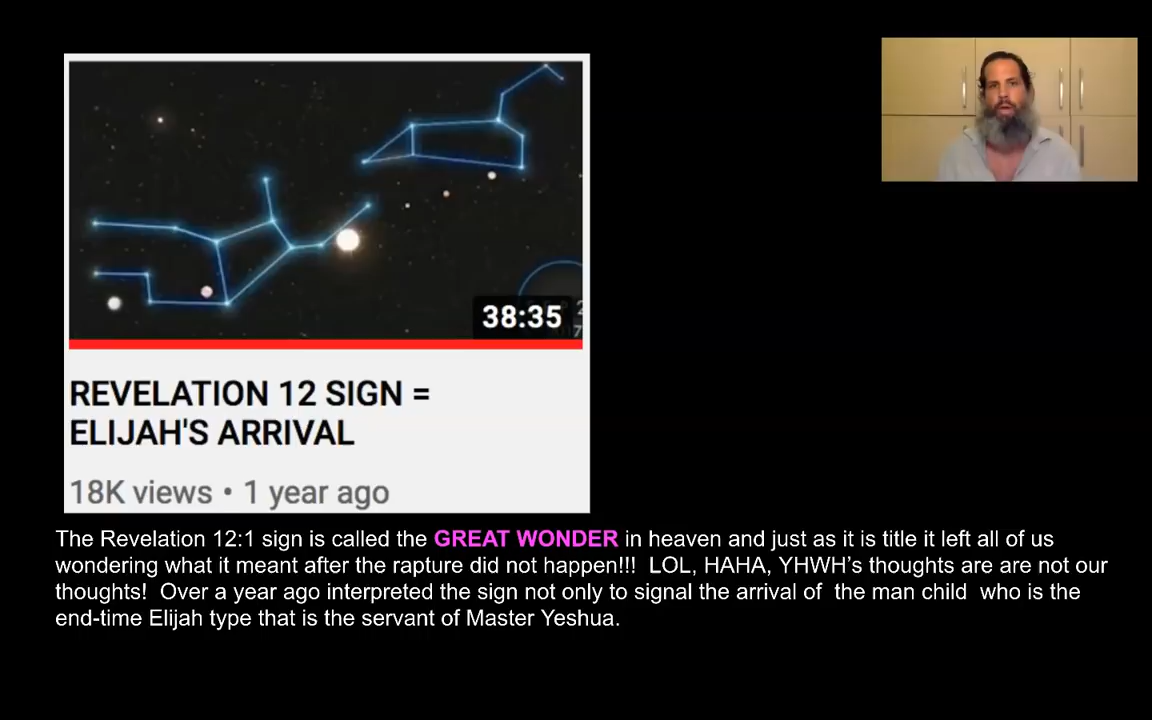 38:35
REVELATION 12 SIGN =
ELIJAH'S ARRIVAL
18K views • 1 year ago
The Revelation 12:1 sign is called the GREAT WONDER in heaven and just as it is title it left all of us
wondering what it meant after the rapture did not happen!!!  LOL, HAHA, YHWH’s thoughts are are not our
thoughts!  Over a year ago interpreted the sign not only to signal the arrival of  the man child  who is the
end-time Elijah type that is the servant of Master Yeshua.